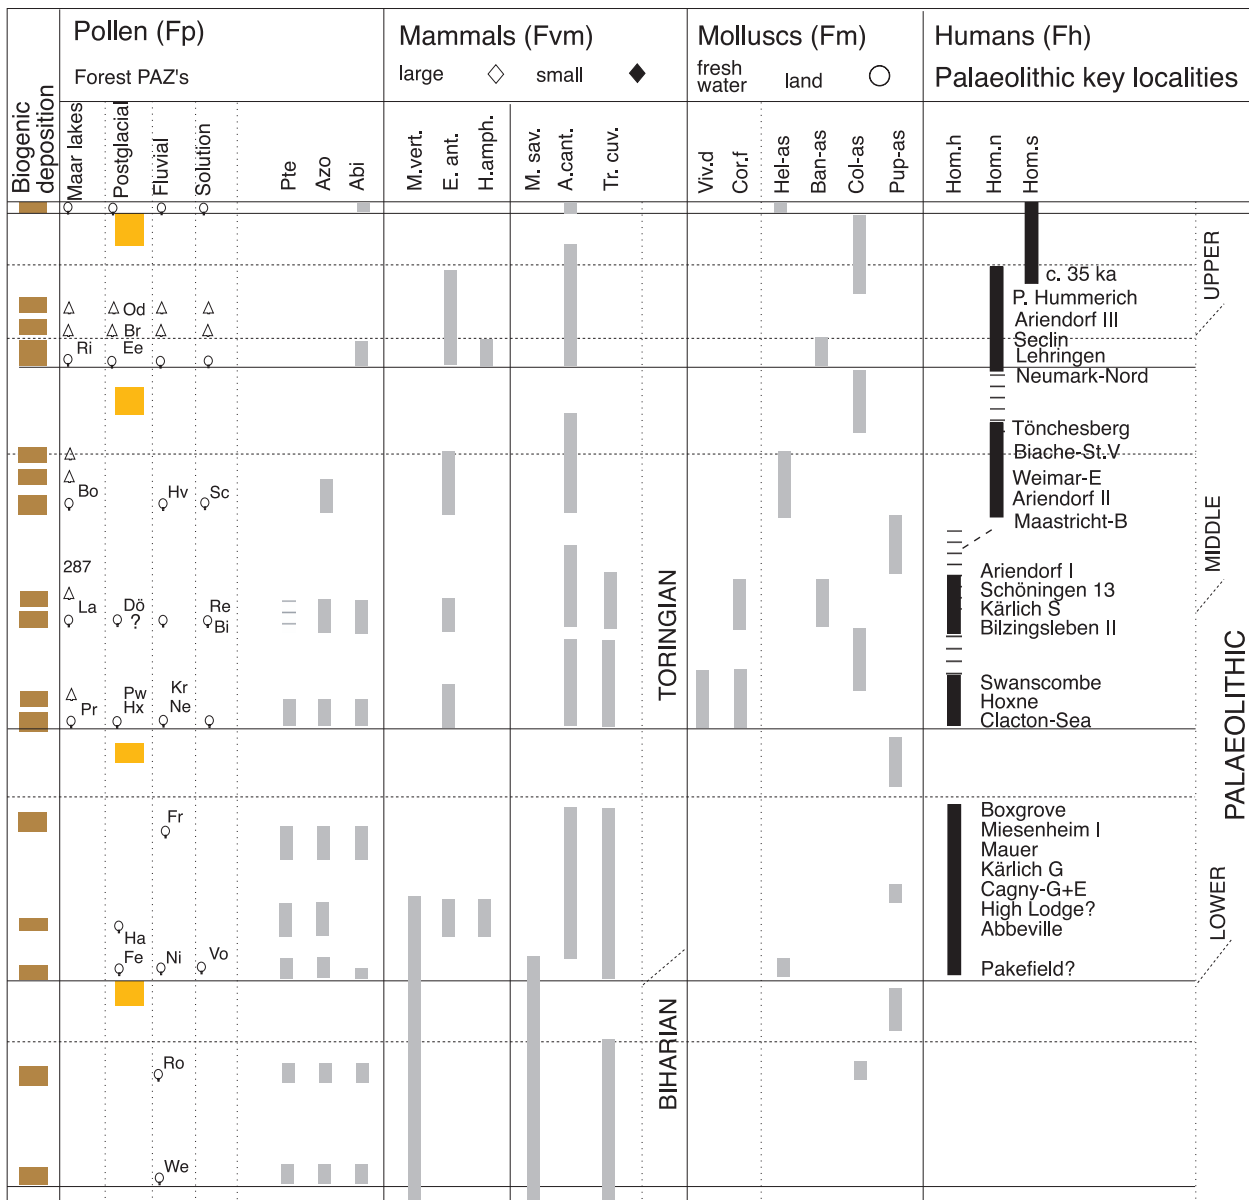 Pollen (Fp)
Mammals (Fvm)
Molluscs (Fm)
Humans (Fh)
Forest PAZ's
large
small
fresh
water
land
Palaeolithic key localities
Biogenic
deposition
Maar lakes
Postglacial
Fluvial
Solution
Pte
Azo
Abi
M.vert.
E. ant.
H.amph.
M. sav.
A.cant.
Tr. cuv.
Viv.d
Cor.f
Hel-as
Ban-as
Col-as
Pup-as
Hom.h
Hom.n
Hom.s
c. 35 ka
Od
P. Hummerich
Br
Ariendorf III
Ri
Ee
Seclin
Lehringen
Neumark-Nord
Tönchesberg
Biache-St.V
Weimar-E
Bo
Hv
Sc
Ariendorf II
Maastricht-B
287
Ariendorf I
Schöningen 13
La
Dö
?
Re
Bi
Kärlich S
Bilzingsleben II
Pw
Kr
Swanscombe
Pr
Hx
Ne
Hoxne
Clacton-Sea
Fr
Boxgrove
Miesenheim I
Mauer
Kärlich G
Cagny-G+E
High Lodge?
Ha
Abbeville
Fe
Ni
Vo
Pakefield?
Ro
We
TORINGIAN
BIHARIAN
UPPER
MIDDLE
LOWER
PALAEOLITHIC